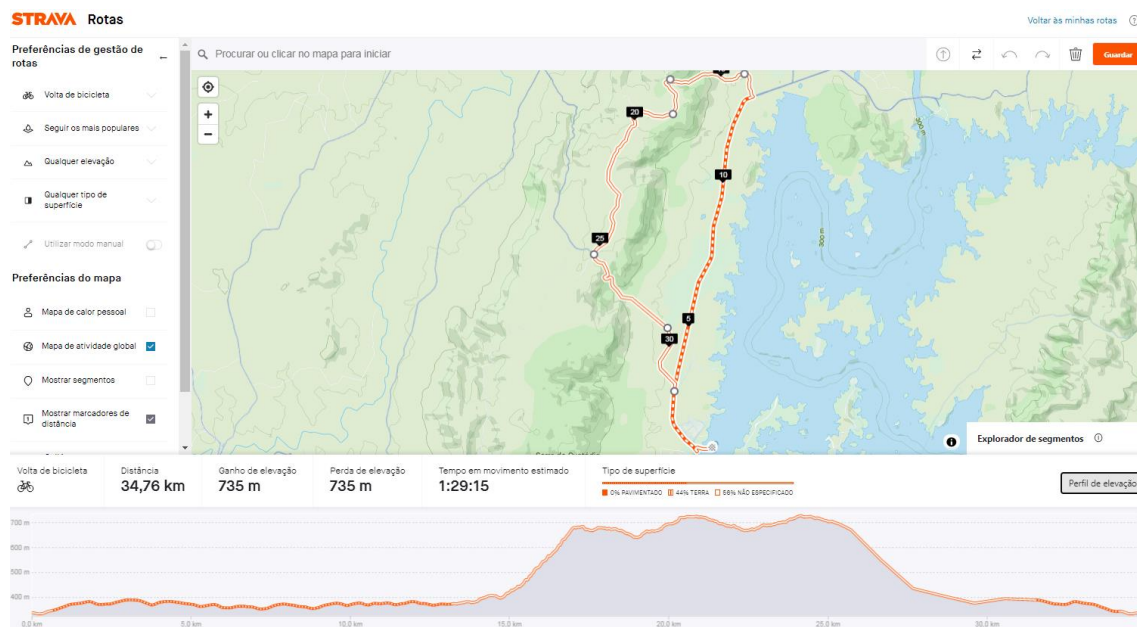 STRAVA Rotas
Voltar às minhas rotas
Preferências de gestão de
rotas
Procurar ou clicar no mapa para iniciar
Guardar
Volta de bicicleta
Seguir os mais populares
Qualquer elevação
Qualquer tipo de
superfície
Utilizar modo manual
Preferências do mapa
Mapa de calor pessoal
Mapa de atividade global
Mostrar segmentos
Mostrar marcadores de
distância
20
10
25
5
30
300 m
300 m
Explorador de segmentos
Volta de bicicleta
Distância
34,76 km
Ganho de elevação
735 m
Perda de elevação
735 m
Tempo em movimento estimado
1:29:15
Tipo de superfície
0% PAVIMENTADO 44% TERRA 56% NÃO ESPECIFICADO
Perfil de elevação
700 m
600 m
500 m
400 m
0.0 km 5.0 km 10.0 km 15.0 km 20.0 km 25.0 km 30.0 km